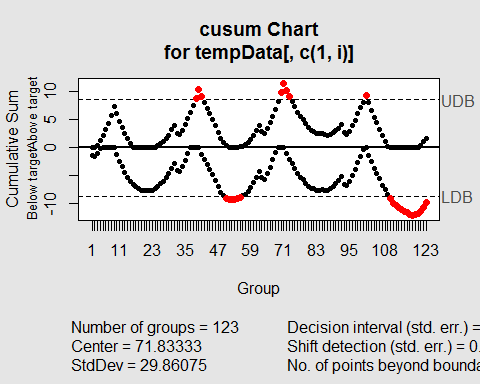 cusum Chart
for tempData[, c(1, i)]
Cumulative Sum
Below target
Above target
10
5
0
-10
UDB
LDB
1 11 23 35 47 59 71 83 95 109 123
Group
Number of groups = 123
Center = 71.83333
StdDev = 29.86075
Decision interval (std. err.) =
Shift detection (std. err.) = 0.
No. of points beyond bounda